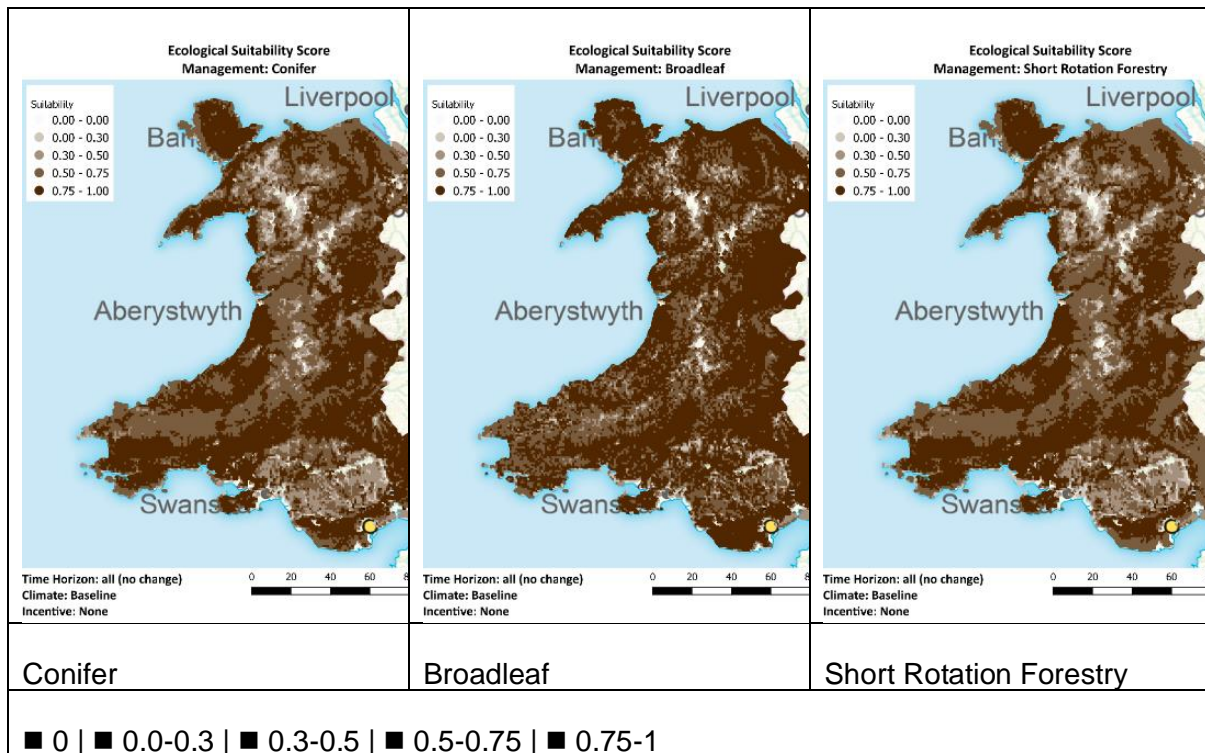 Ecological Suitability Score
Management: Conifer
Suitability
0.00 - 0.00
0.00 - 0.30
0.30 - 0.50
0.50 - 0.75
0.75 - 1.00
Liverpool
Aberystwyth
Time Horizon: all (no change)
Climate: Baseline
Incentive: None
0 20 40 60
Conifer
Ecological Suitability Score
Management: Broadleaf
Suitability
0.00 - 0.00
0.00 - 0.30
0.30 - 0.50
0.50 - 0.75
0.75 - 1.00
Liverpool
Aberystwyth
Time Horizon: all (no change)
Climate: Baseline
Incentive: None
0 20 40 60
Broadleaf
Ecological Suitability Score
Management: Short Rotation Forestry
Suitability
0.00 - 0.00
0.00 - 0.30
0.30 - 0.50
0.50 - 0.75
0.75 - 1.00
Liverpool
Aberystwyth
Time Horizon: all (no change)
Climate: Baseline
Incentive: None
0 20 40 60
Short Rotation Forestry
■ 0 | ■ 0.0-0.3 | ■ 0.3-0.5 | ■ 0.5-0.75 | ■ 0.75-1